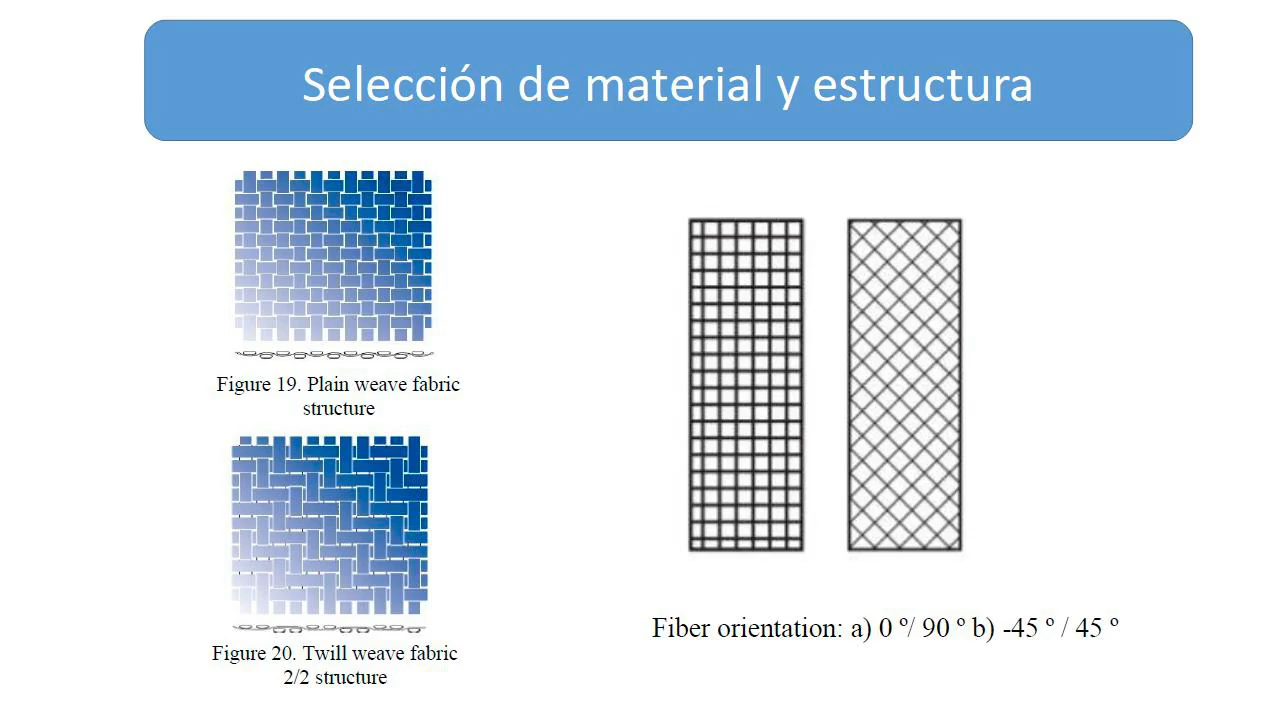 Selección de material y estructura
Figure 19. Plain weave fabric
structure
Figure 20. Twill weave fabric
2/2 structure
Fiber orientation: a) 0 º/ 90 º b) -45 º / 45 º